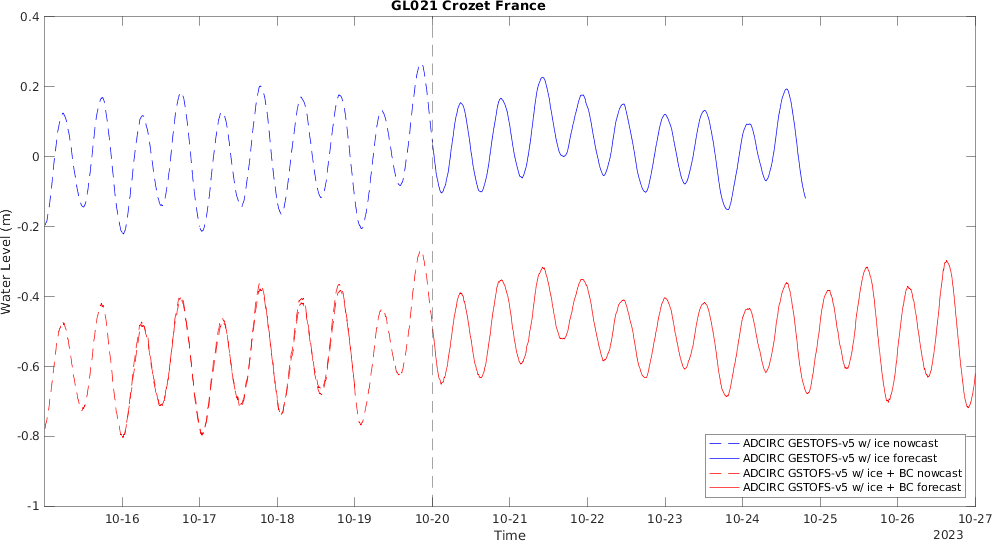 GL021 Crozet France
0.4
0.2
0
-0.2
-0.4
-0.6
-0.8
-1
Water Level (m)
ADCIRC GESTOFS-v5 w/ ice nowcast
ADCIRC GESTOFS-v5 w/ ice forecast
ADCIRC GSTOFS-v5 w/ ice + BC nowcast
ADCIRC GSTOFS-v5 w/ ice + BC forecast
10-16 10-17 10-18 10-19 10-20 10-21 10-22 10-23 10-24 10-25 10-26 10-27
Time
2023